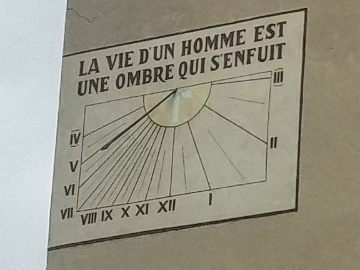 LA VIE D'UN HOMME EST
UNE OMBRE QUI S'ENFUIT
III
IV
V
II
VI
VII VIII IX X XI XII I